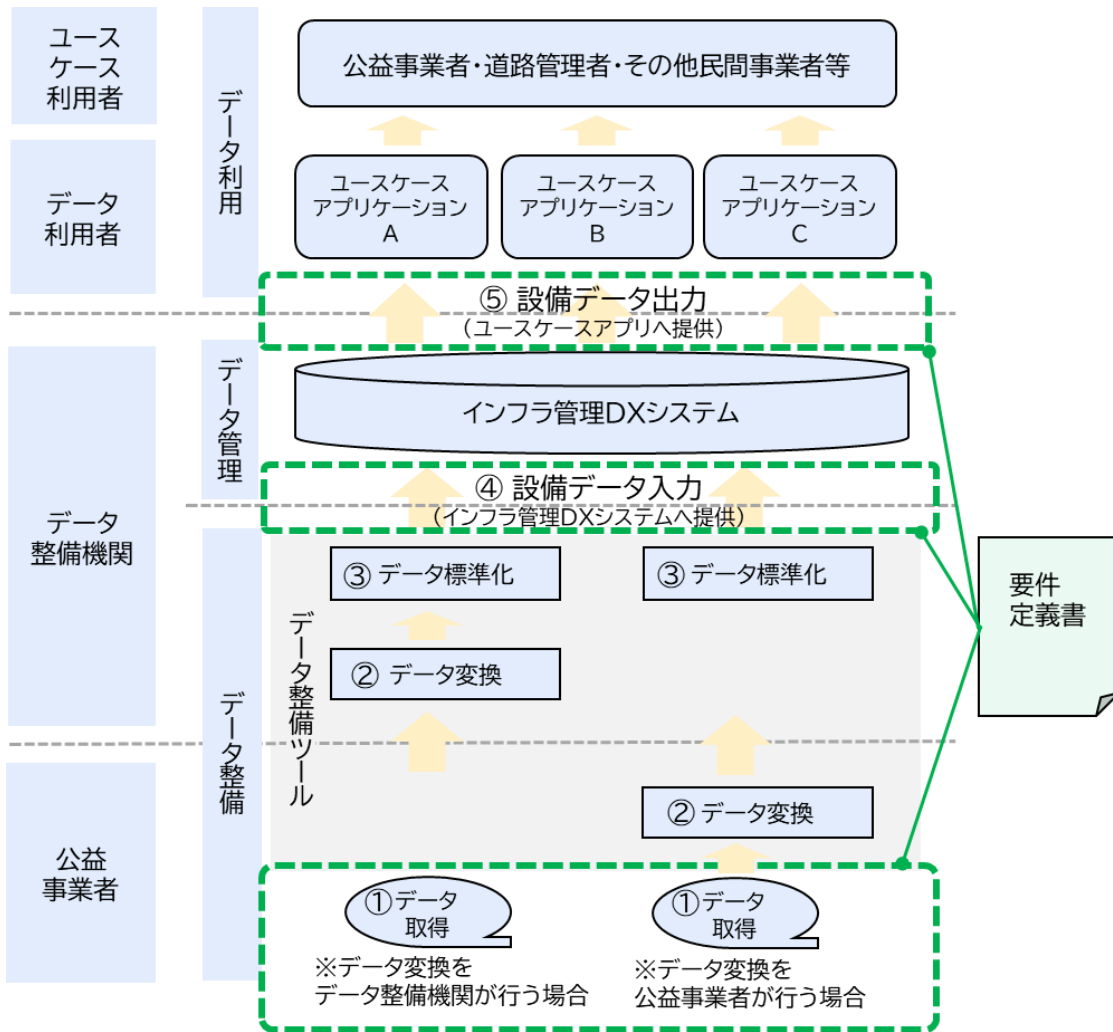 ユース
ケース
利用者
データ利用
公益事業者・道路管理者・その他民間事業者等
データ
利用者
ユースケース
アプリケーション
A
ユースケース
アプリケーション
B
ユースケース
アプリケーション
C
⑤ 設備データ出力
（ユースケースアプリへ提供）
データ管理
インフラ管理DXシステム
④ 設備データ入力
（インフラ管理DXシステムへ提供）
データ
整備機関
データ整備
データ整備ツール
③ データ標準化
③ データ標準化
② データ変換
② データ変換
要件
定義書
公益
事業者
①データ
取得
※データ変換を
データ整備機関が行う場合
①データ
取得
※データ変換を
公益事業者が行う場合